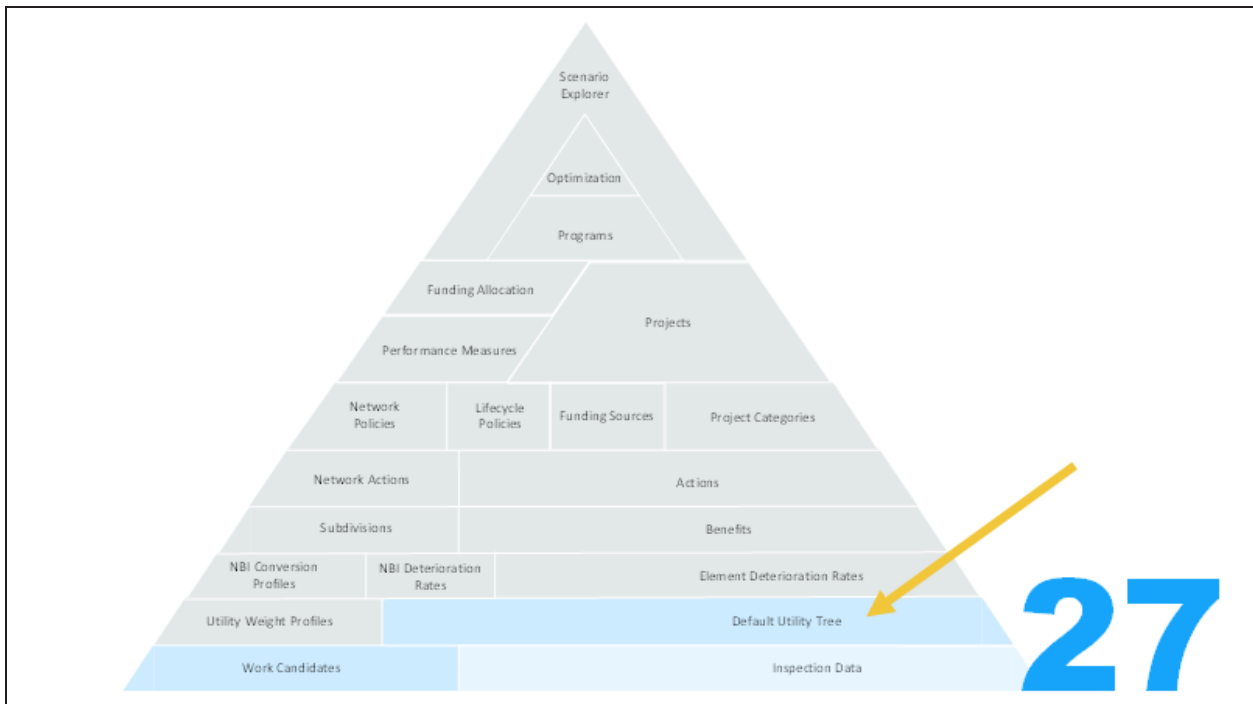 Scenario
Explorer
Optimization
Programs
Funding Allocation
Projects
Performance Measures
Network
Policies
Lifecycle
Policies
Funding Sources
Project Categories
Network Actions
Actions
Subdivisions
Benefits
NBI Conversion
Profiles
NBI Deterioration
Rates
Element Deterioration Rates
Utility Weight Profiles
Default Utility Tree
Work Candidates
Inspection Data
27